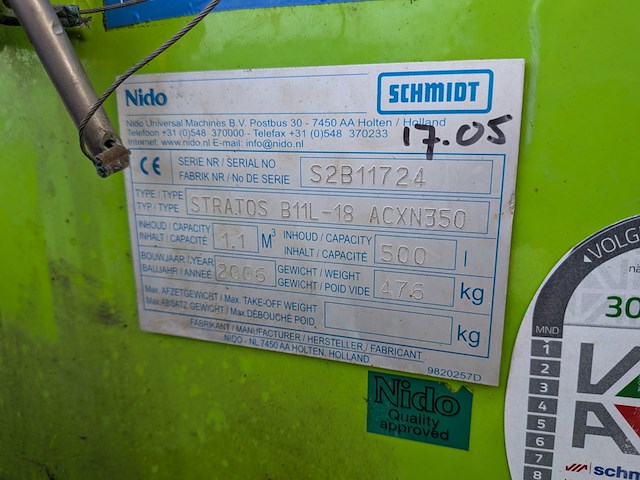 Nido
SCHMIDT
Nido Universal Machines B.V. Postbus 30 - 7450 AA Holten / Holland
Telefoon +31 (0)548 370000 - Telefax +31 (0)548 370233
Internet: www.nido.nl E-mail: info@nido.nl
17.05
CE
SERIE NR / SERIAL NO
FABRIK NR / No DE SERIE
S2B11724
TYPE / TYPE /
TYP / TYPE
STRATOS B11L-18 ACXN350
INHOUD / CAPACITY
INHALT / CAPACITÉ
1.1 M3
INHOUD / CAPACITY
INHALT / CAPACITÉ
500 l
BOUWJAAR / YEAR
BAUJAHR / ANNÉE
2006
GEWICHT / WEIGHT
GEWICHT / POID VIDE
476 kg
Max. AFZETGEWICHT / Max. TAKE-OFF WEIGHT
Max. ABSATZ GEWICHT / Max. DÉBOUCHÉ POID
kg
FABRIKANT / MANUFACTURER / HERSTELLER / FABRICANT
NIDO - NL 7450 AA HOLTEN, HOLLAND
9820257D
Nido
Quality
approved
VOLG
30
MND
1
2
3
4
5
6
7
8
VA
schm